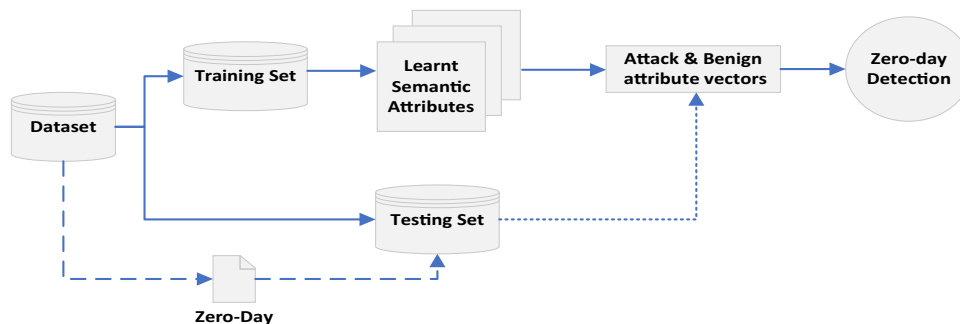 Dataset
Training Set
Learnt
Semantic
Attributes
Attack & Benign
attribute vectors
Zero-day
Detection
Testing Set
Zero-Day